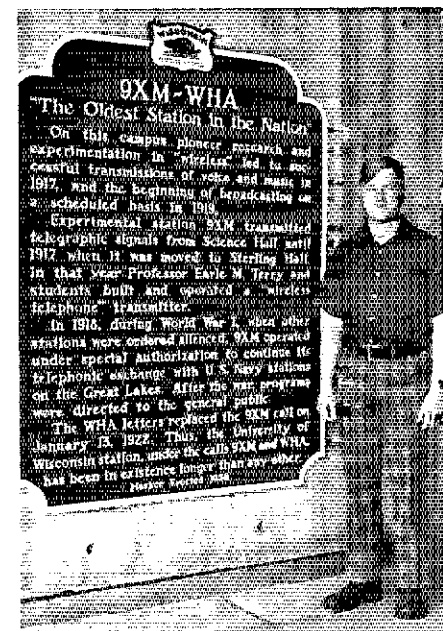 WISCONSIN
9XM-WHA
"The Oldest Station in the Nation"
On this campus pioneer research and
experimentation in "wireless" led to suc-
cessful transmissions of voice and music in
1917, and the beginning of broadcasting on
a scheduled basis in 1919.
Experimental station 9XM transmitted
telegraphic signals from Science Hall until
1917 when it was moved to Sterling Hall.
In that year Professor Earle M. Terry and
students built and operated a "wireless
telephone" transmitter.
In 1918, during World War I, when other
stations were ordered silenced, 9XM operated
under special authorization to continue its
telephonic exchange with U.S. Navy stations
on the Great Lakes. After the war programs
were directed to the general public.
The WHA letters replaced the 9XM call on
January 13, 1922. Thus, the University of
Wisconsin station, under the calls 9XM and WHA,
has been in existence longer than any other.